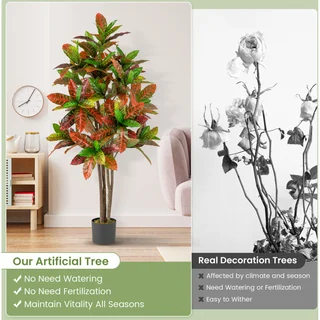 Our Artificial Tree
No Need Watering
No Need Fertilization
Maintain Vitality All Seasons
Real Decoration Trees
Affected by climate and season
Need Watering or Fertilization
Easy to Wither